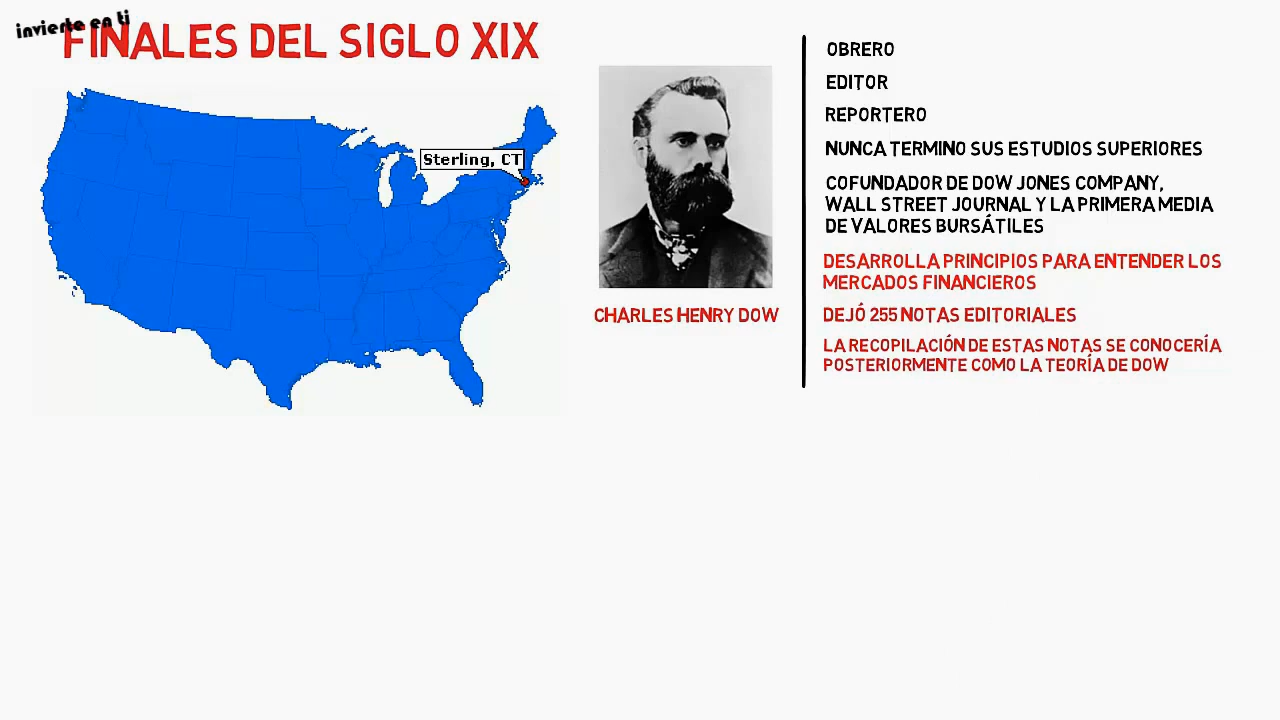 invierte en ti
FINALES DEL SIGLO XIX
Sterling, CT
CHARLES HENRY DOW
OBRERO
EDITOR
REPORTERO
NUNCA TERMINO SUS ESTUDIOS SUPERIORES
COFUNDADOR DE DOW JONES COMPANY,
WALL STREET JOURNAL Y LA PRIMERA MEDIA
DE VALORES BURSÁTILES
DESARROLLA PRINCIPIOS PARA ENTENDER LOS
MERCADOS FINANCIEROS
DEJÓ 255 NOTAS EDITORIALES
LA RECOPILACIÓN DE ESTAS NOTAS SE CONOCERÍA
POSTERIORMENTE COMO LA TEORÍA DE DOW